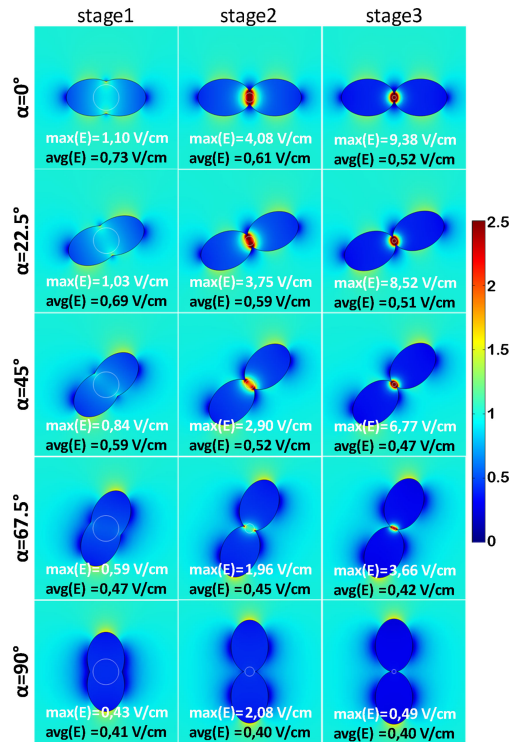 stage1 stage2 stage3
α=0°
max(E)=1,10 V/cm max(E)=4,08 V/cm max(E)=9,38 V/cm
avg(E) = 0,73 V/cm avg(E) = 0,61 V/cm avg(E) = 0,52 V/cm
α=22.5°
max(E)=1,03 V/cm max(E)=3,75 V/cm max(E)=8,52 V/cm
avg(E) = 0,69 V/cm avg(E) = 0,59 V/cm avg(E) = 0,51 V/cm
α=45°
max(E)=0,84 V/cm max(E)=2,90 V/cm max(E)=6,77 V/cm
avg(E) = 0,59 V/cm avg(E) = 0,52 V/cm avg(E) = 0,47 V/cm
α=67.5°
max(E)=0,59 V/cm max(E)=1,96 V/cm max(E)=3,66 V/cm
avg(E) = 0,47 V/cm avg(E) = 0,45 V/cm avg(E) = 0,42 V/cm
α=90°
max(E)=0,43 V/cm max(E)=2,08 V/cm max(E)=0,49 V/cm
avg(E) = 0,41 V/cm avg(E) = 0,40 V/cm avg(E) = 0,40 V/cm
2.5
2
1.5
1
0.5
0